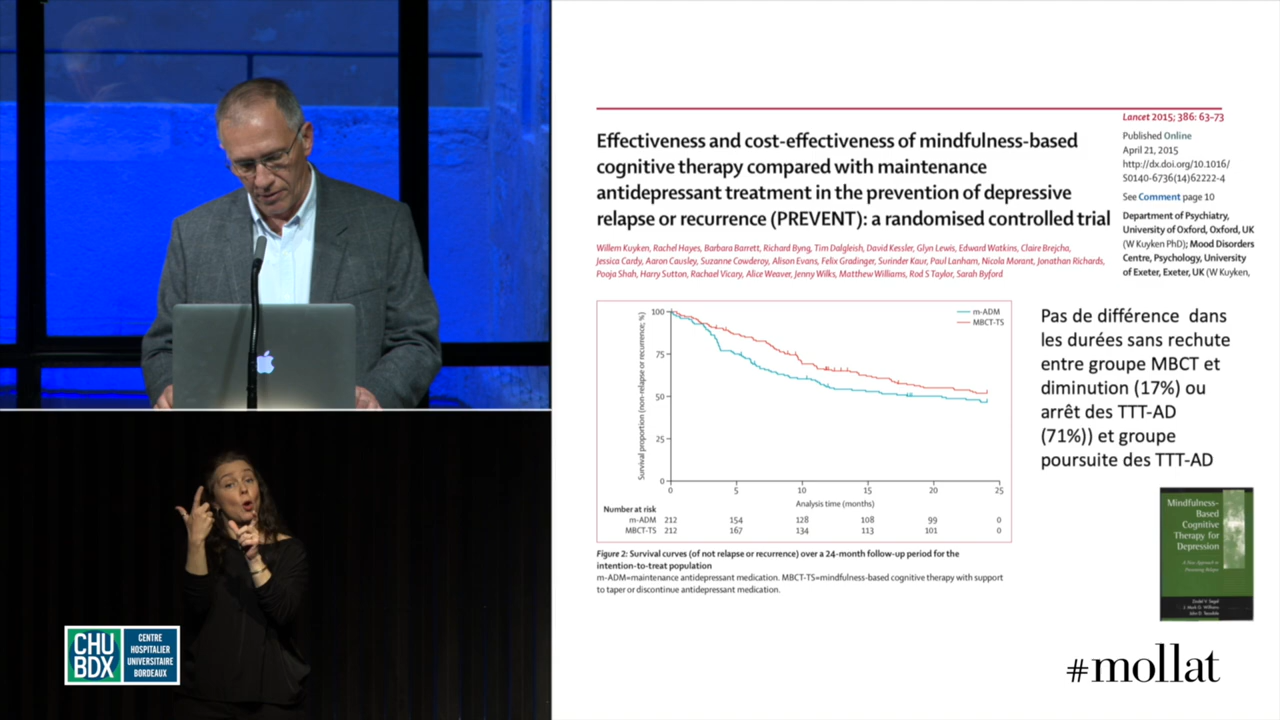 Lancet 2015; 386: 63–73
Effectiveness and cost-effectiveness of mindfulness-based
cognitive therapy compared with maintenance
antidepressant treatment in the prevention of depressive
relapse or recurrence (PREVENT): a randomised controlled trial
Published Online
April 21, 2015
http://dx.doi.org/10.1016/
S0140-6736(14)62222-4
See Comment page 10
Department of Psychiatry,
University of Oxford, Oxford, UK
(W Kuyken PhD); Mood Disorders
Centre, Psychology, University
of Exeter, Exeter, UK (W Kuyken,
Willem Kuyken, Rachel Hayes, Barbara Barrett, Richard Byng, Tim Dalgleish, David Kessler, Glyn Lewis, Edward Watkins, Claire Brejcha,
Jessica Cardy, Aaron Causley, Suzanne Cowderoy, Alison Evans, Felix Gradinger, Surinder Kaur, Paul Lanham, Nicola Morant, Jonathan Richards,
Pooja Shah, Harry Sutton, Rachael Vicary, Alice Weaver, Jenny Wilks, Matthew Williams, Rod S Taylor, Sarah Byford
Survival proportion (non-relapse or recurrence; %)
100
75
50
25
0
m-ADM
MBCT-TS
0 5 10 15 20 25
Analysis time (months)
Number at risk
m-ADM 212 154 128 108 99 0
MBCT-TS 212 167 134 113 101 0
Figure 2: Survival curves (of not relapse or recurrence) over a 24-month follow-up period for the
intention-to-treat population
m-ADM=maintenance antidepressant medication. MBCT-TS=mindfulness-based cognitive therapy with support
to taper or discontinue antidepressant medication.
Pas de différence dans
les durées sans rechute
entre groupe MBCT et
diminution (17%) ou
arrêt des TTT-AD
(71%)) et groupe
poursuite des TTT-AD
Mindfulness-
Based
Cognitive
Therapy for
Depression
A New Approach to
Preventing Relapse
Zindel V. Segal
J. Mark G. Williams
John D. Teasdale
CHU
BDX
CENTRE
HOSPITALIER
UNIVERSITAIRE
BORDEAUX
#mollat